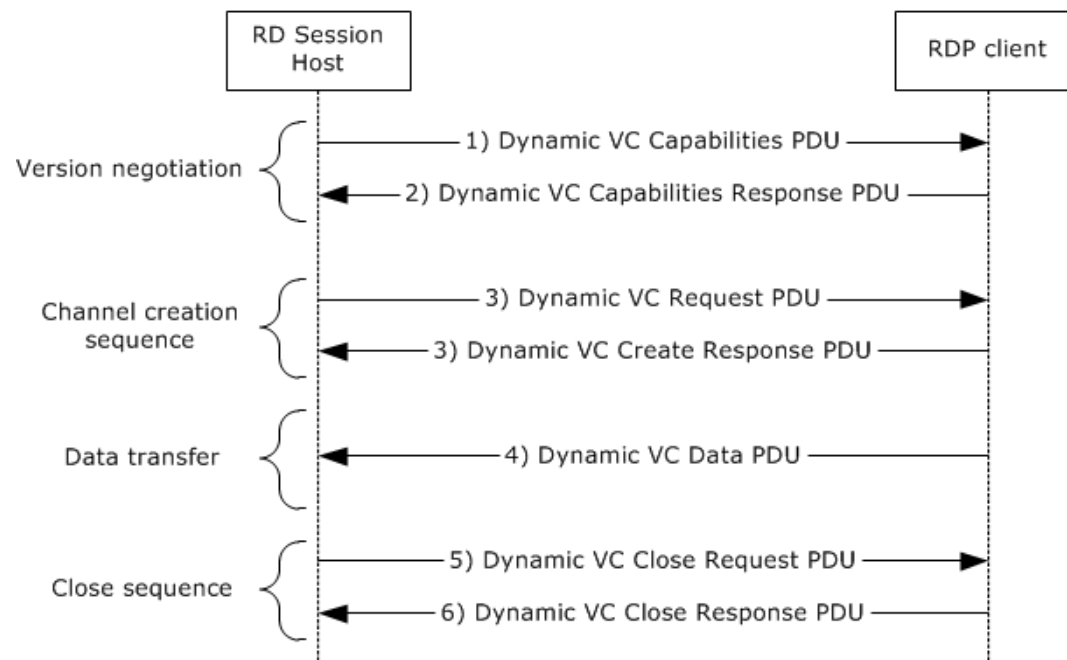 RD Session
Host
RDP client
Version negotiation
1) Dynamic VC Capabilities PDU
2) Dynamic VC Capabilities Response PDU
Channel creation
sequence
3) Dynamic VC Request PDU
3) Dynamic VC Create Response PDU
Data transfer
4) Dynamic VC Data PDU
Close sequence
5) Dynamic VC Close Request PDU
6) Dynamic VC Close Response PDU